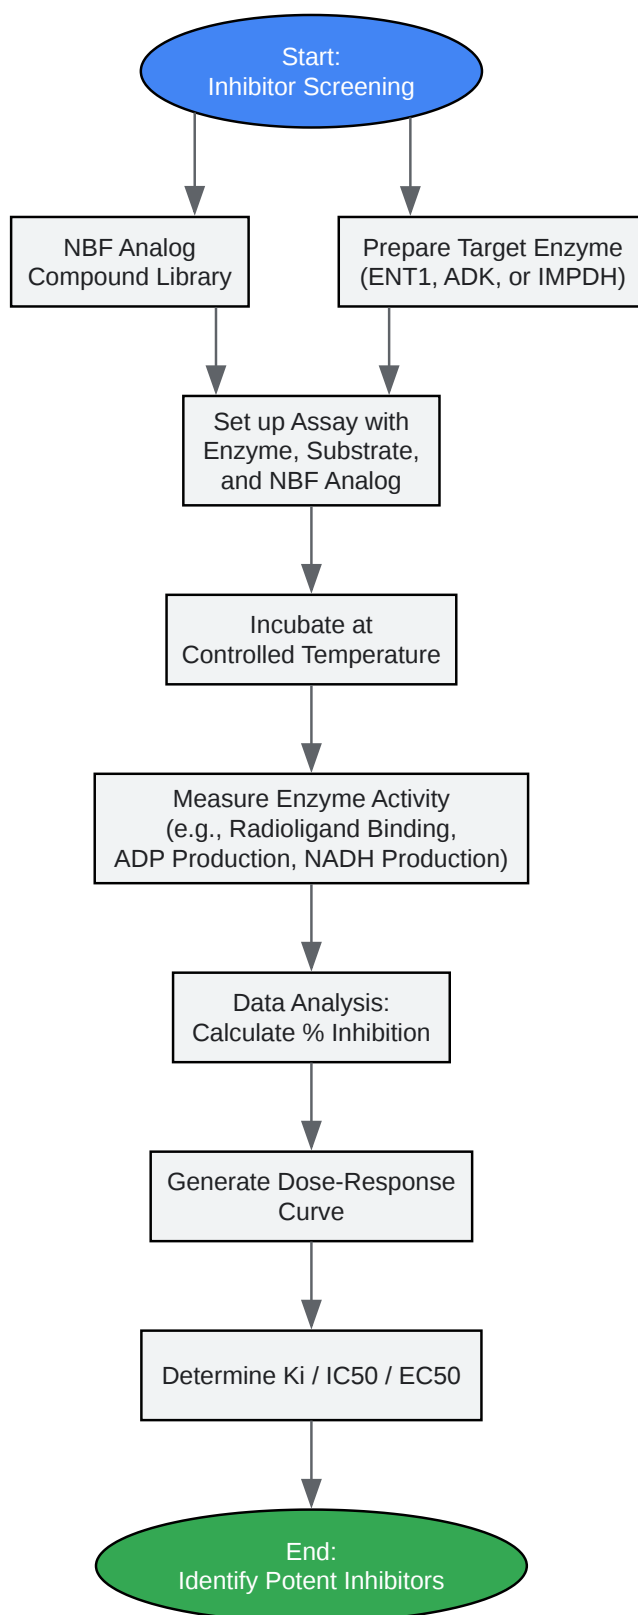 Start:
Inhibitor Screening
NBF Analog
Compound Library
Prepare Target Enzyme
(ENT1, ADK, or IMPDH)
Set up Assay with
Enzyme, Substrate,
and NBF Analog
Incubate at
Controlled Temperature
Measure Enzyme Activity
(e.g., Radioligand Binding,
ADP Production, NADH Production)
Data Analysis:
Calculate % Inhibition
Generate Dose-Response
Curve
Determine Ki / IC50 / EC50
End:
Identify Potent Inhibitors